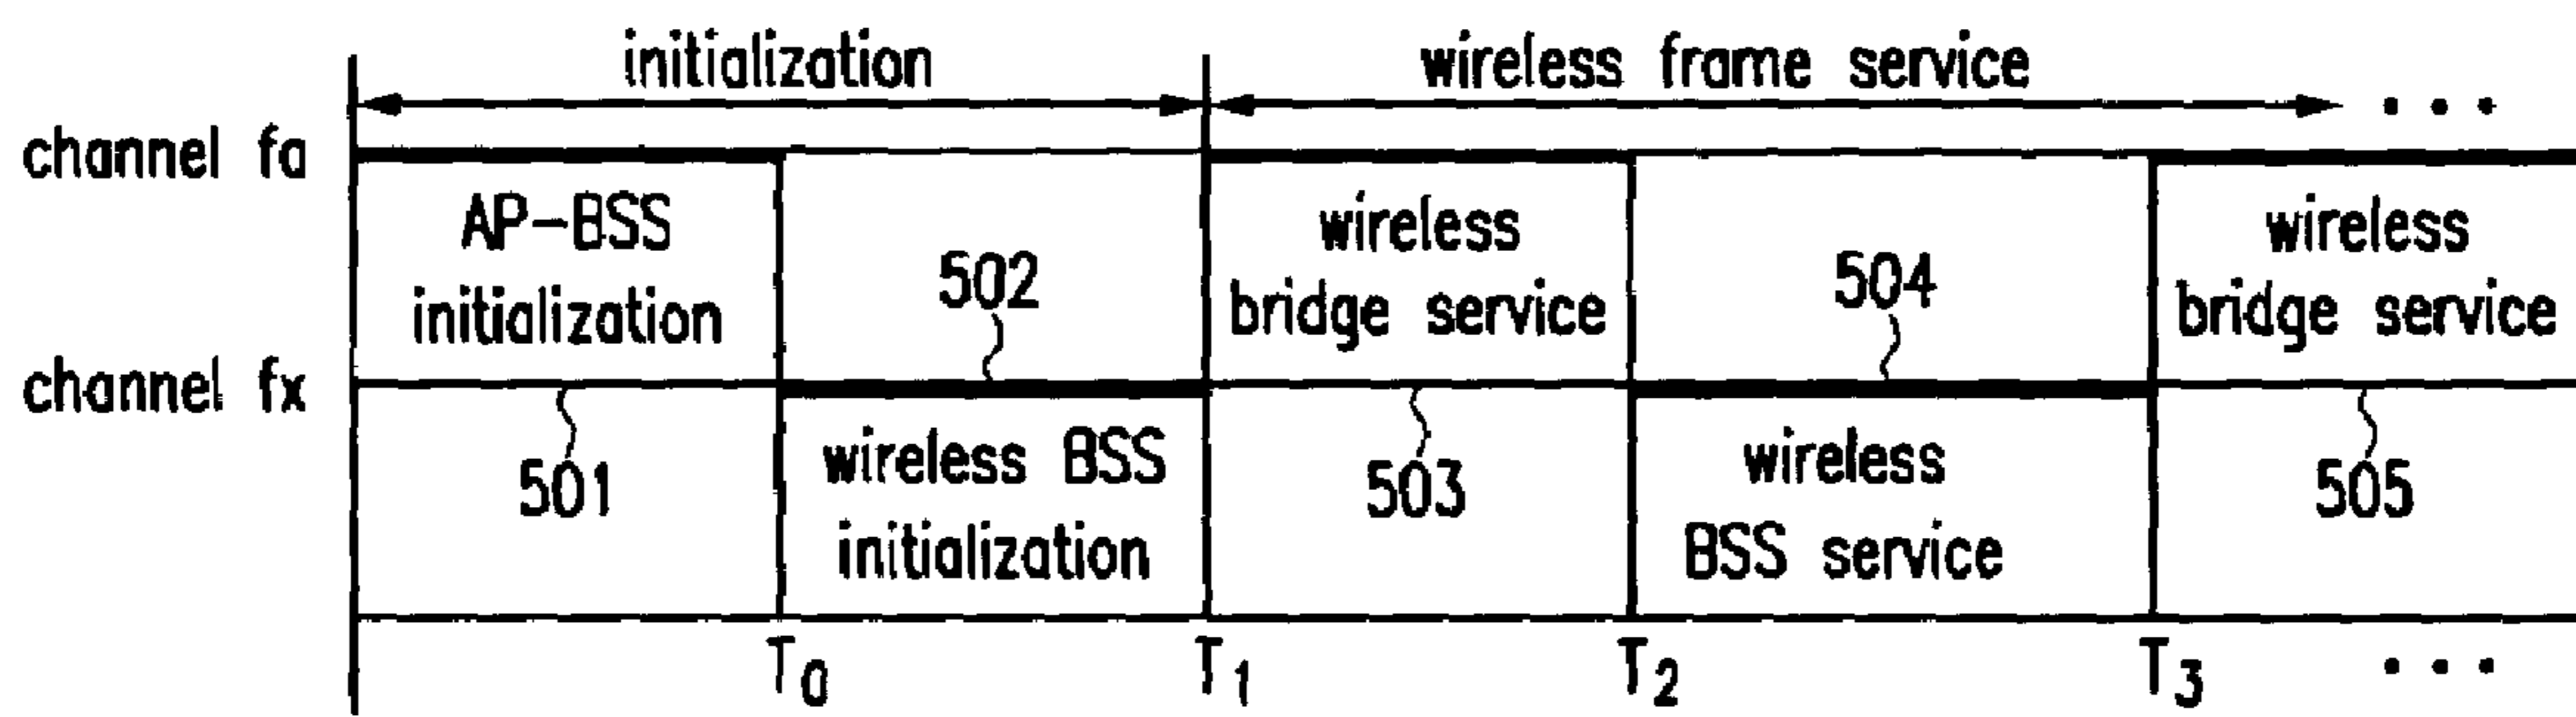 initialization
wireless frame service
• • •
channel fa
AP-BSS
initialization
502
wireless
bridge service
504
wireless
bridge service
channel fx
501
wireless BSS
initialization
503
wireless
BSS service
505
T0
T1
T2
T3
• • •